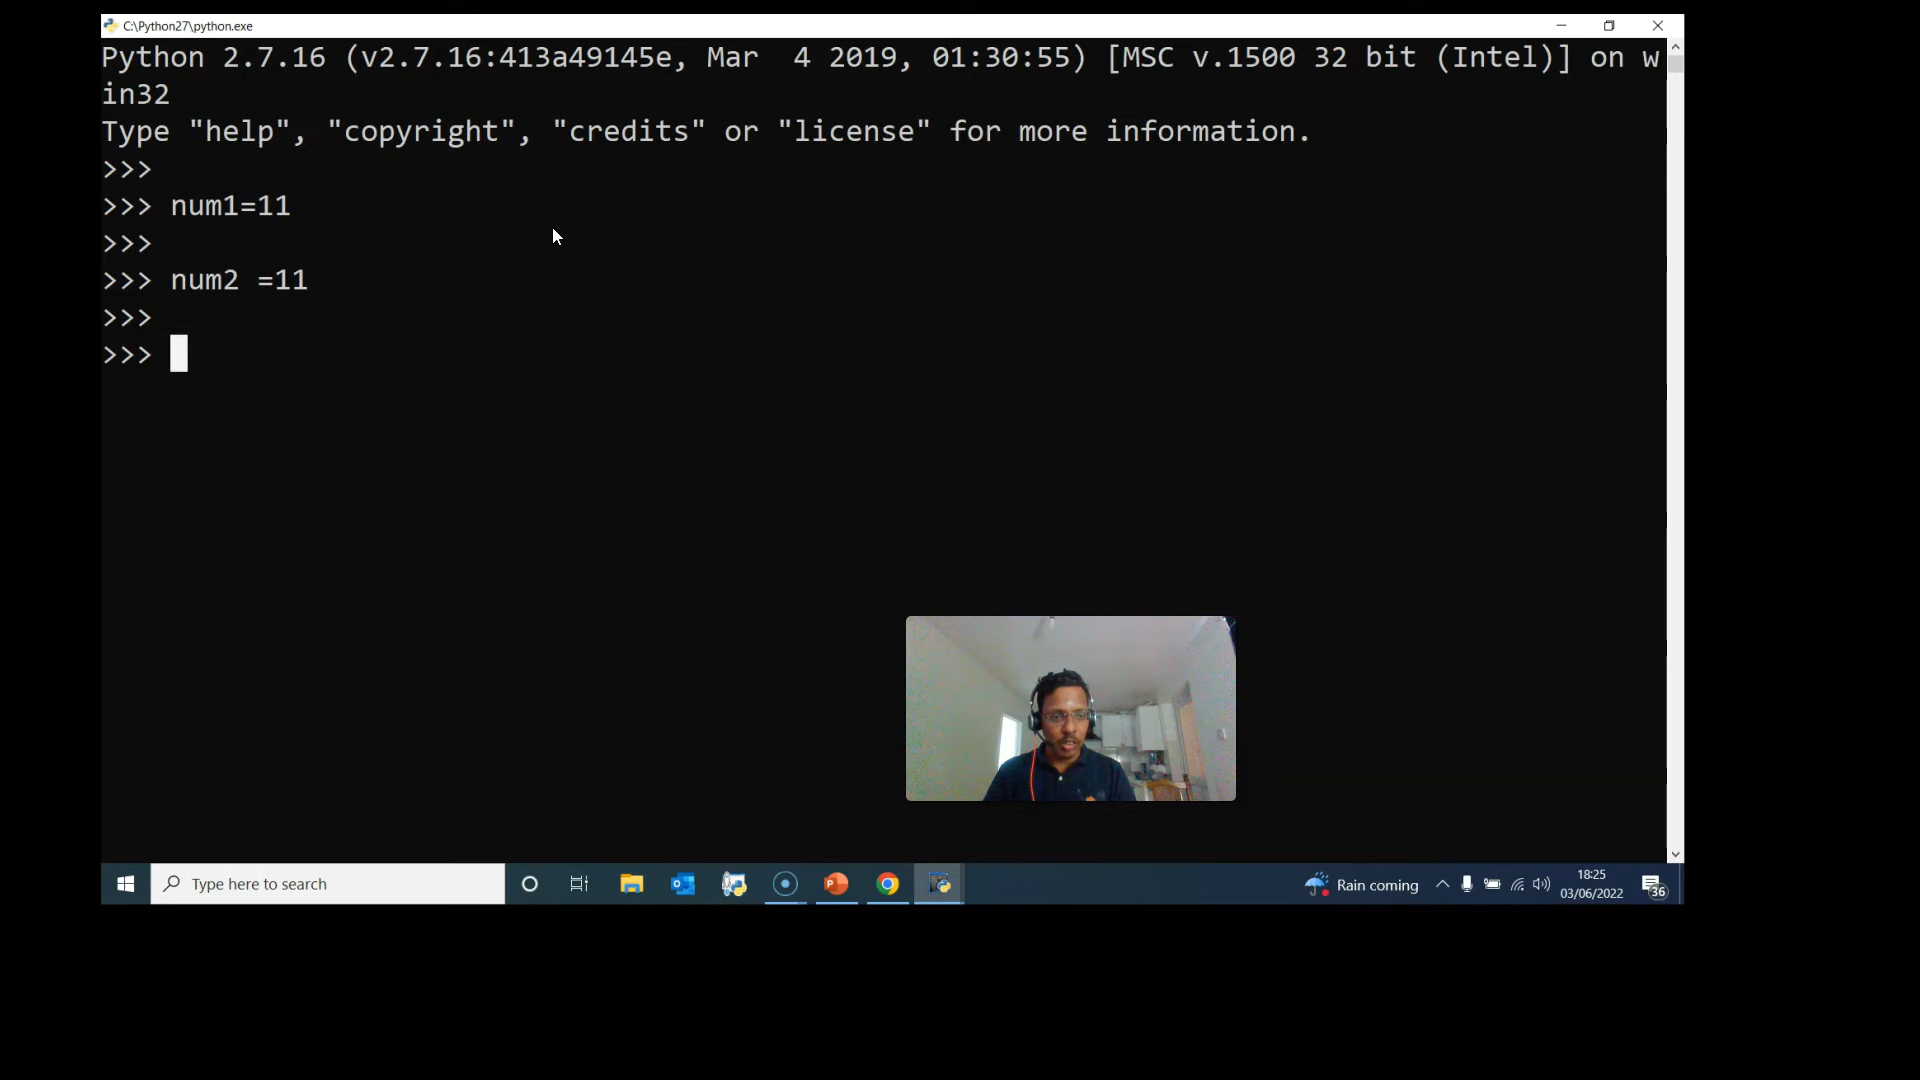 C:\Python27\python.exe
Python 2.7.16 (v2.7.16:413a49145e, Mar  4 2019, 01:30:55) [MSC v.1500 32 bit (Intel)] on w
in32
Type "help", "copyright", "credits" or "license" for more information.
>>>
>>> num1=11
>>>
>>> num2 =11
>>>
>>>
Type here to search
Rain coming
18:25
03/06/2022
36